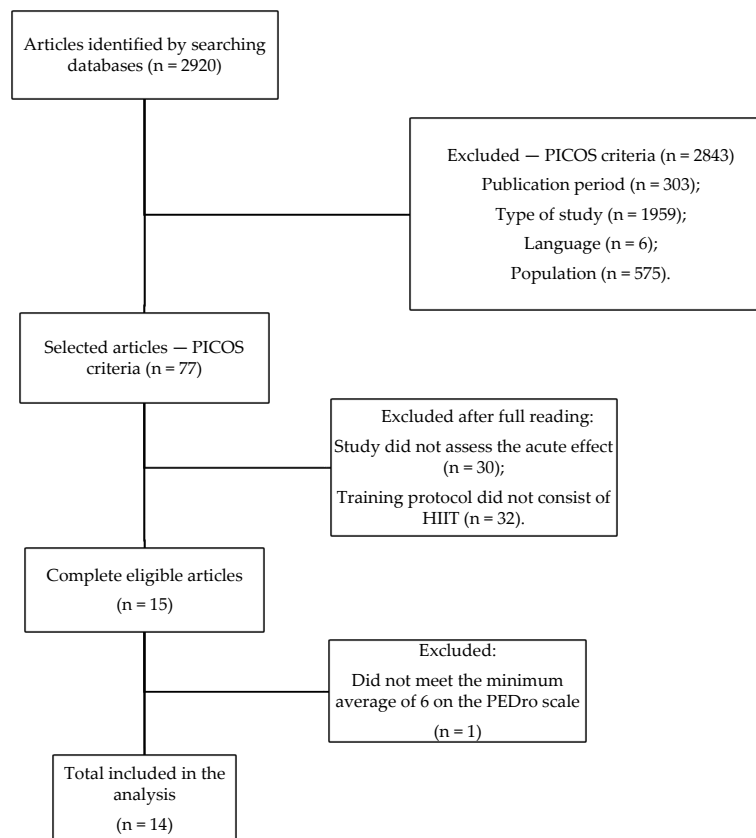 Articles identified by searching
databases (n = 2920)
Excluded — PICOS criteria (n = 2843)
Publication period (n = 303);
Type of study (n = 1959);
Language (n = 6);
Population (n = 575).
Selected articles — PICOS
criteria (n = 77)
Excluded after full reading:
Study did not assess the acute effect
(n = 30);
Training protocol did not consist of
HIIT (n = 32).
Complete eligible articles
(n = 15)
Excluded:
Did not meet the minimum
average of 6 on the PEDro scale
(n = 1)
Total included in the
analysis
(n = 14)